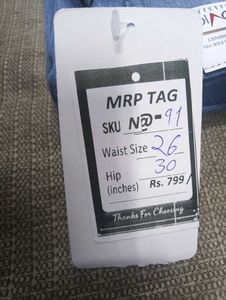 MRP TAG
SKU N@-91
Waist Size 26
Hip 30
(inches) Rs. 799/
Thanks For Choosing